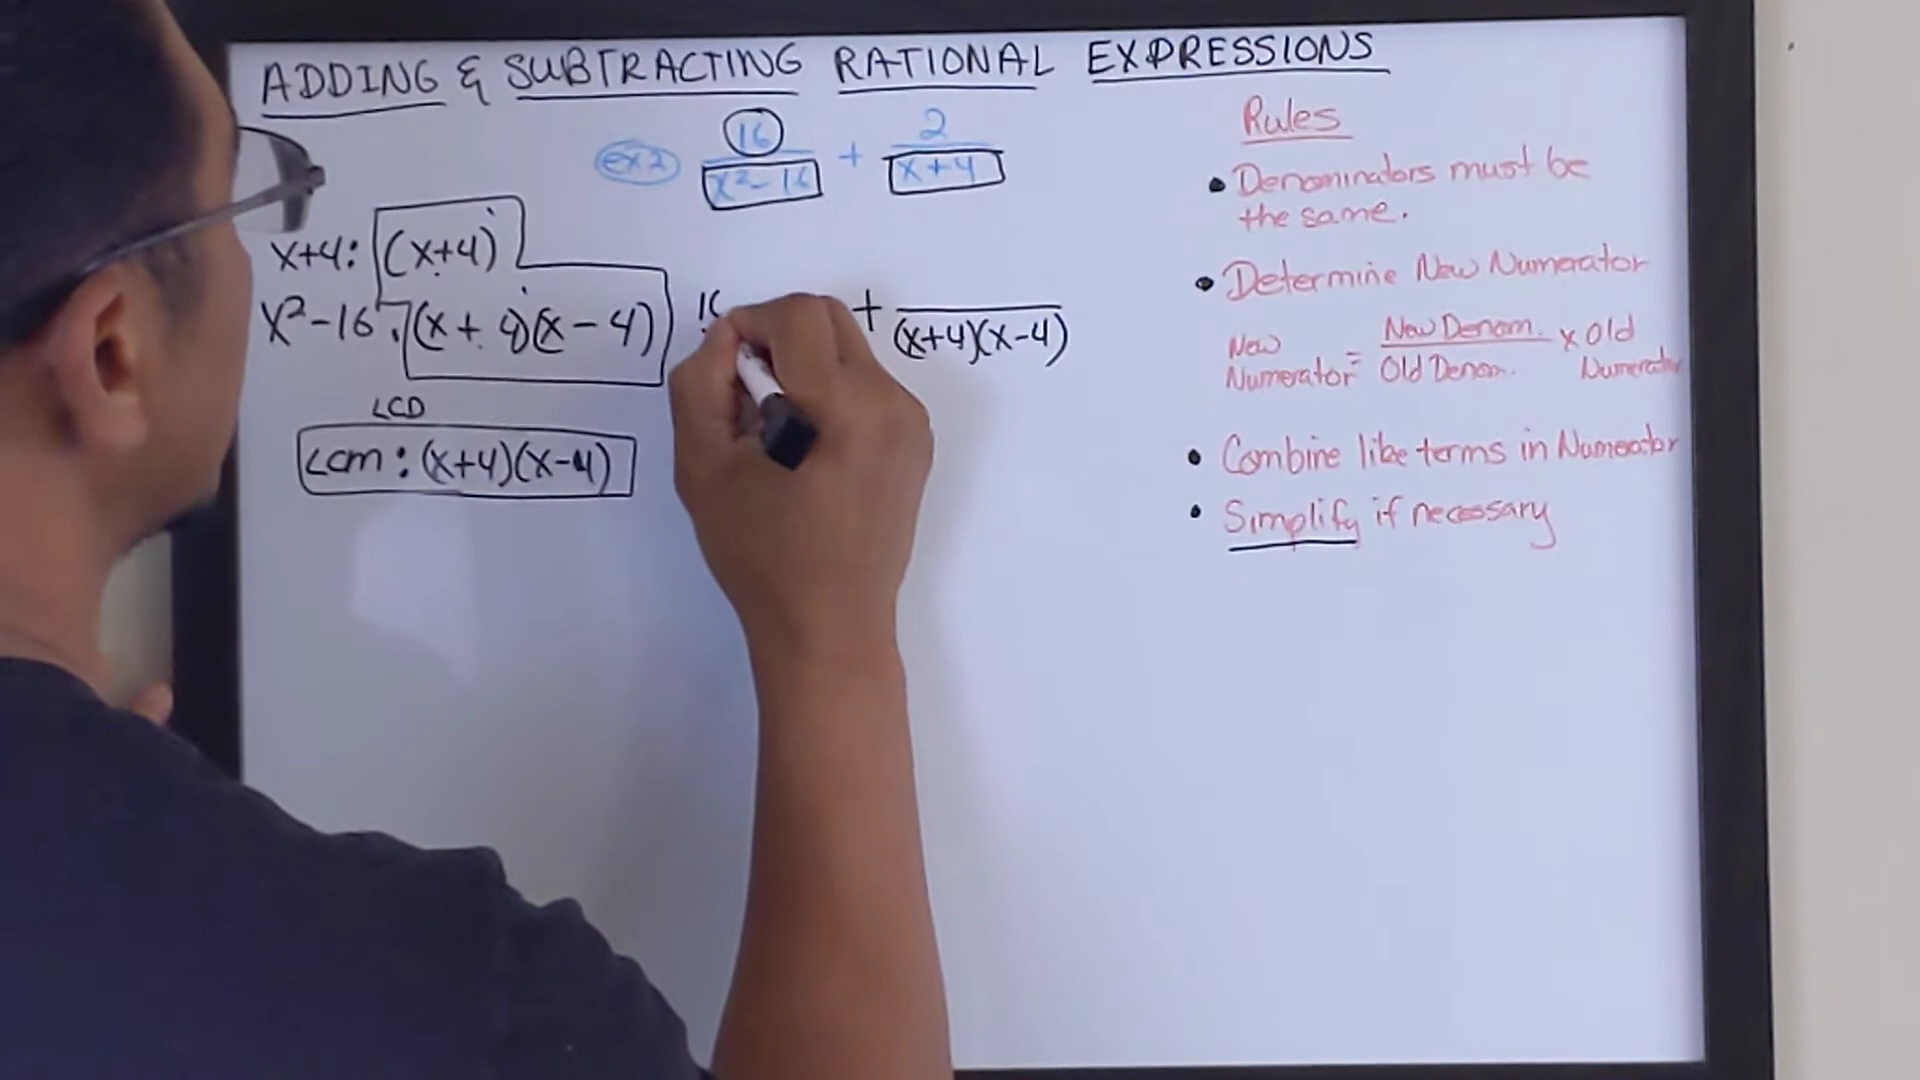 ADDING & SUBTRACTING RATIONAL EXPRESSIONS
ex2 16/x²-16 + 2/x+4
x+4: (x+4)
x²-16: (x+4)(x-4)
LCD
LCM: (x+4)(x-4)
16 + /(x+4)(x-4)
Rules
• Denominators must be
the same.
• Determine New Numerator
New Numerator = New Denom./Old Denom. x Old Numerator
• Combine like terms in Numerator
• Simplify if necessary